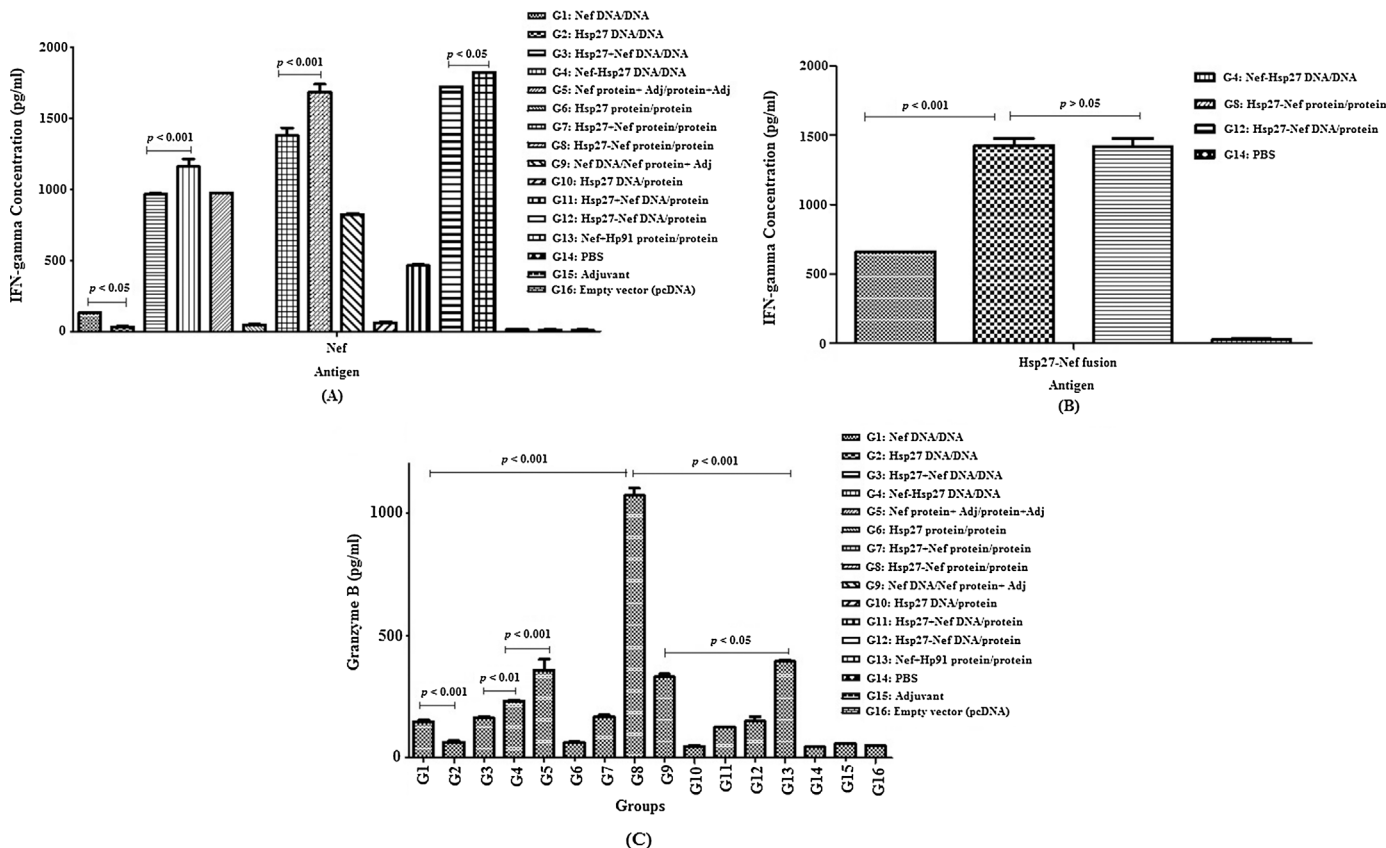 G1: Nef DNA/DNA
G2: Hsp27 DNA/DNA
G3: Hsp27+Nef DNA/DNA
G4: Nef-Hsp27 DNA/DNA
G5: Nef protein+ Adj/protein+Adj
G6: Hsp27 protein/protein
G7: Hsp27+Nef protein/protein
G8: Hsp27-Nef protein/protein
G9: Nef DNA/Nef protein+ Adj
G10: Hsp27 DNA/protein
G11: Hsp27+Nef DNA/protein
G12: Hsp27-Nef DNA/protein
G13: Nef+Hp91 protein/protein
G14: PBS
G15: Adjuvant
G16: Empty vector (pcDNA)
IFN-gamma Concentration (pg/ml)
2000
1500
1000
500
0
p < 0.05
p < 0.001
p < 0.001
p < 0.05
Nef
Antigen
(A)
IFN-gamma Concentration (pg/ml)
2000
1500
1000
500
0
p < 0.001
p > 0.05
G4: Nef-Hsp27 DNA/DNA
G8: Hsp27-Nef protein/protein
G12: Hsp27-Nef DNA/protein
G14: PBS
Hsp27-Nef fusion
Antigen
(B)
Granzyme B (pg/ml)
1000
500
0
p < 0.001
p < 0.001
p < 0.001
p < 0.01
p < 0.001
p < 0.05
G1 G2 G3 G4 G5 G6 G7 G8 G9 G10 G11 G12 G13 G14 G15 G16
Groups
G1: Nef DNA/DNA
G2: Hsp27 DNA/DNA
G3: Hsp27+Nef DNA/DNA
G4: Nef-Hsp27 DNA/DNA
G5: Nef protein+ Adj/protein+Adj
G6: Hsp27 protein/protein
G7: Hsp27+Nef protein/protein
G8: Hsp27-Nef protein/protein
G9: Nef DNA/Nef protein+ Adj
G10: Hsp27 DNA/protein
G11: Hsp27+Nef DNA/protein
G12: Hsp27-Nef DNA/protein
G13: Nef+Hp91 protein/protein
G14: PBS
G15: Adjuvant
G16: Empty vector (pcDNA)
(C)